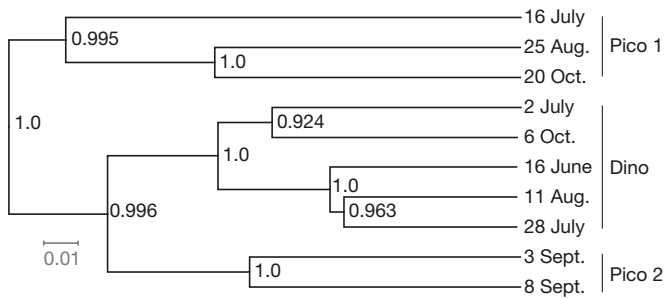 16 July
0.995
25 Aug.
Pico 1
1.0
20 Oct.
2 July
0.924
1.0
6 Oct.
1.0
16 June
Dino
1.0
11 Aug.
0.996
0.963
28 July
0.01
3 Sept.
1.0
Pico 2
8 Sept.